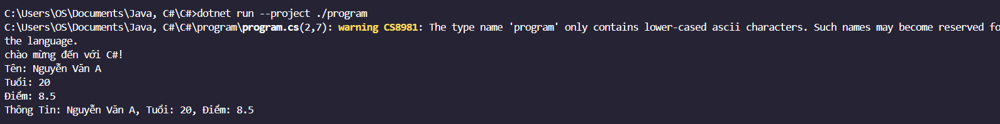 C:\Users\OS\Documents\Java, C#\C#>dotnet run --project ./program
C:\Users\OS\Documents\Java, C#\C#\program\program.cs(2,7): warning CS8981: The type name 'program' only contains lower-cased ascii characters. Such names may become reserved fo
the language.
chào mừng đến với C#!
Tên: Nguyễn Văn A
Tuổi: 20
Điểm: 8.5
Thông Tin: Nguyễn Văn A, Tuổi: 20, Điểm: 8.5